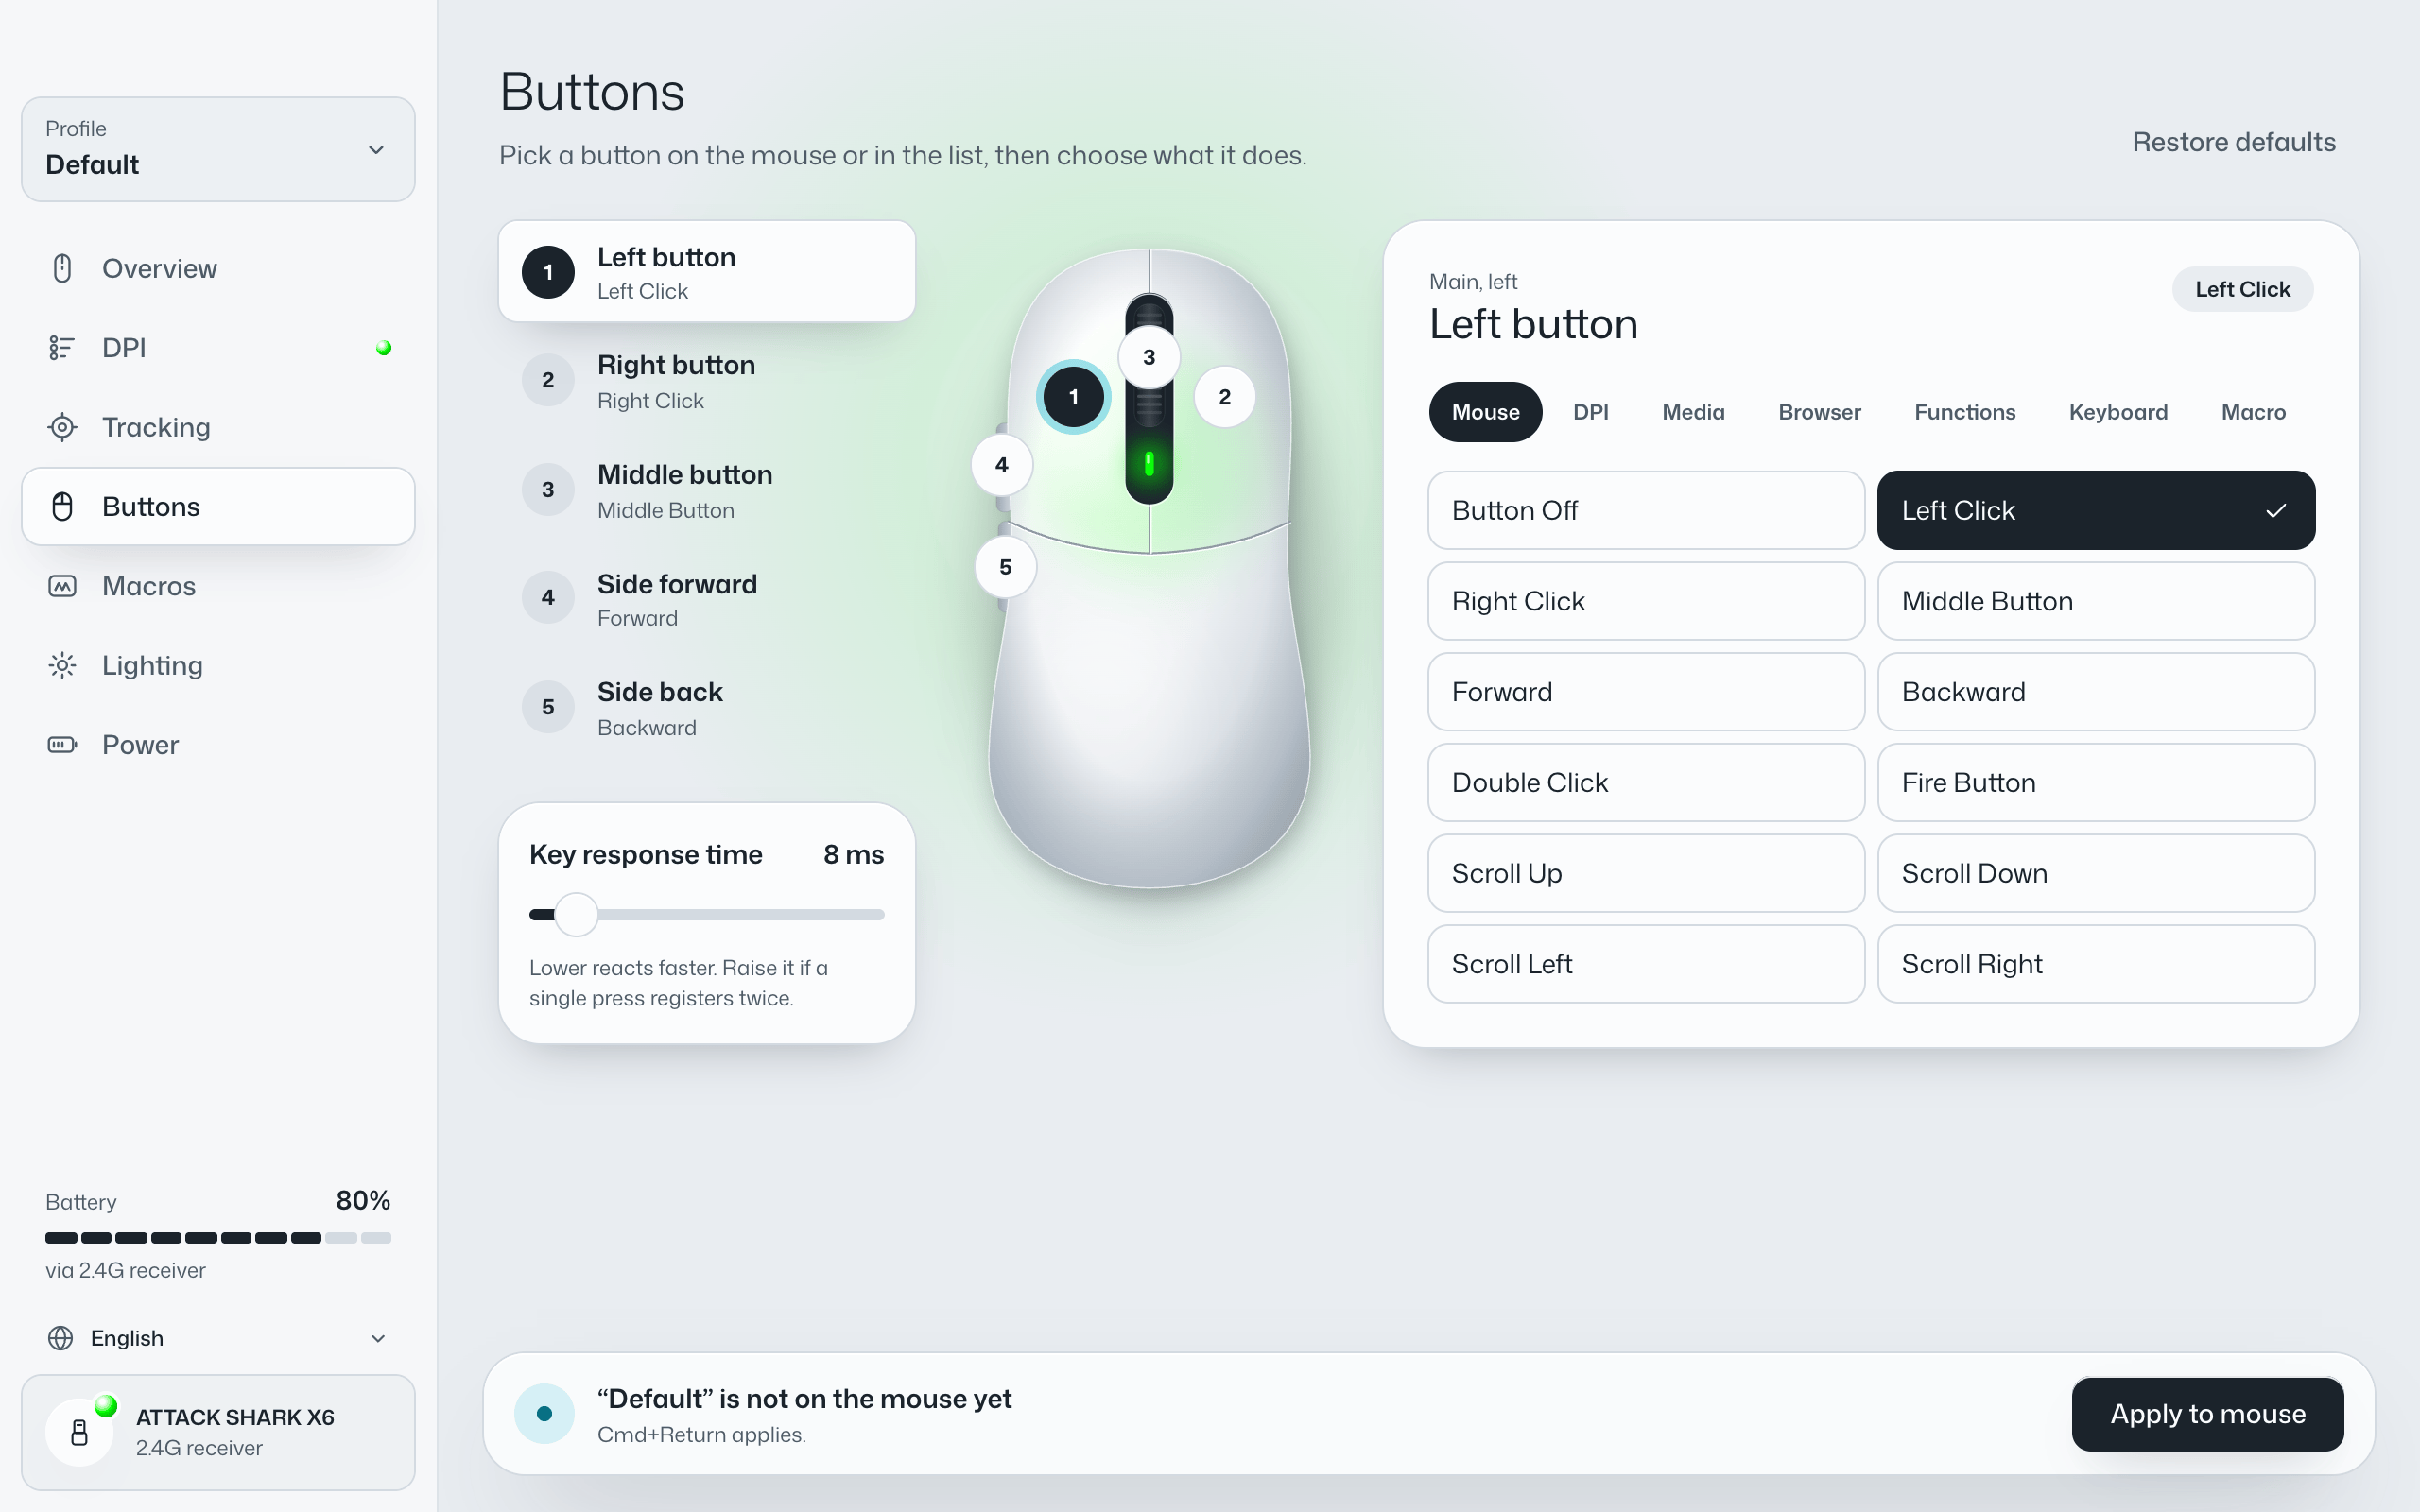 Profile
Default
Overview
DPI
Tracking
Buttons
Macros
Lighting
Power
Battery
80%
via 2.4G receiver
English
ATTACK SHARK X6
2.4G receiver
Buttons
Pick a button on the mouse or in the list, then choose what it does.
Restore defaults
1
Left button
Left Click
2
Right button
Right Click
3
Middle button
Middle Button
4
Side forward
Forward
5
Side back
Backward
Key response time
8 ms
Lower reacts faster. Raise it if a
single press registers twice.
3
1
2
4
5
Main, left
Left button
Left Click
Mouse
DPI
Media
Browser
Functions
Keyboard
Macro
Button Off
Left Click
Right Click
Middle Button
Forward
Backward
Double Click
Fire Button
Scroll Up
Scroll Down
Scroll Left
Scroll Right
“Default” is not on the mouse yet
Cmd+Return applies.
Apply to mouse